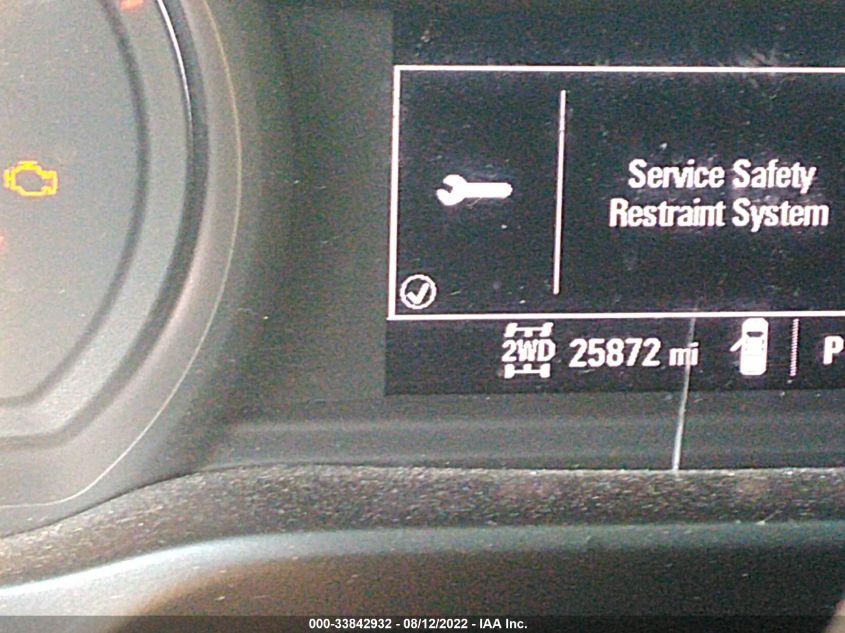 Service Safety
Restraint System
2WD 25872 mi P
000-33842932 - 08/12/2022 - IAA Inc.